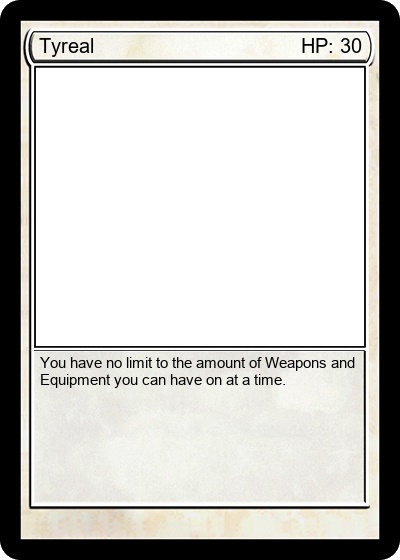 Tyreal HP: 30
You have no limit to the amount of Weapons and
Equipment you can have on at a time.